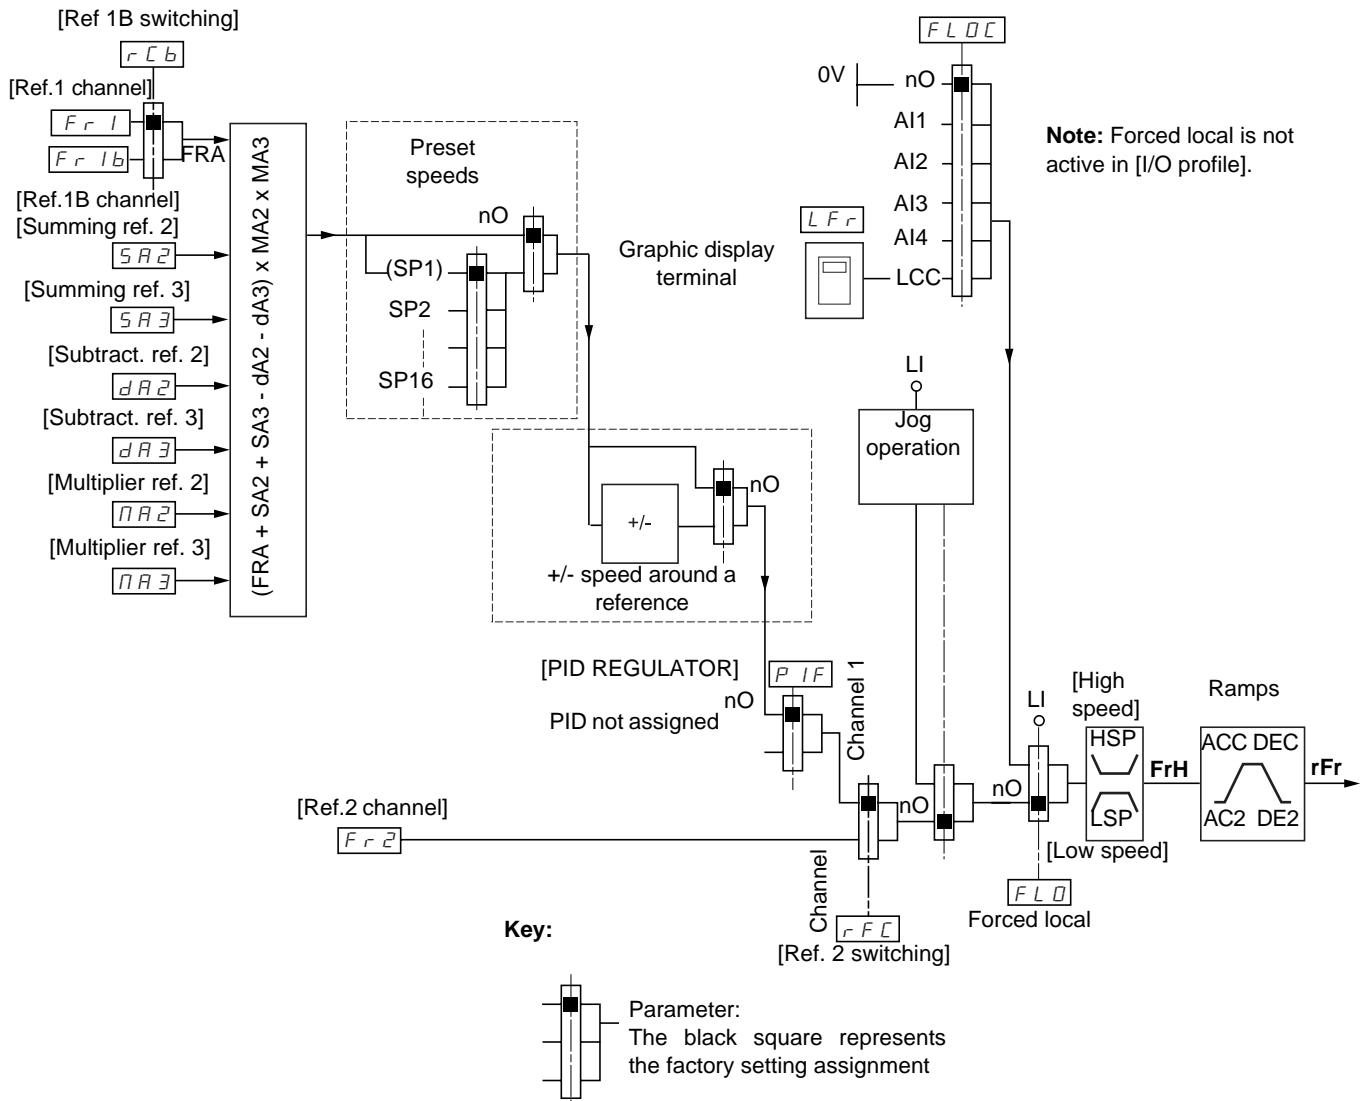 [Ref 1B switching]
rCb
[Ref.1 channel]
Fr1
Fr1b
FRA
[Ref.1B channel]
[Summing ref. 2]
SA2
[Summing ref. 3]
SA3
[Subtract. ref. 2]
dA2
[Subtract. ref. 3]
dA3
[Multiplier ref. 2]
MA2
[Multiplier ref. 3]
MA3
(FRA + SA2 + SA3 - dA2 - dA3) x MA2 x MA3
Preset
speeds
nO
(SP1)
SP2
SP16
+/-
nO
+/- speed around a
reference
FLOC
0V
nO
AI1
AI2
AI3
AI4
LCC
LFr
Graphic display
terminal
Note: Forced local is not
active in [I/O profile].
LI
Jog
operation
[PID REGULATOR]
PIF
nO
PID not assigned
Channel 1
[Ref.2 channel]
Fr2
nO
Channel
rFC
[Ref. 2 switching]
nO
LI
FLO
Forced local
[High
speed]
HSP
LSP
[Low speed]
FrH
Ramps
ACC DEC
AC2 DE2
rFr
Key:
Parameter:
The black square represents
the factory setting assignment